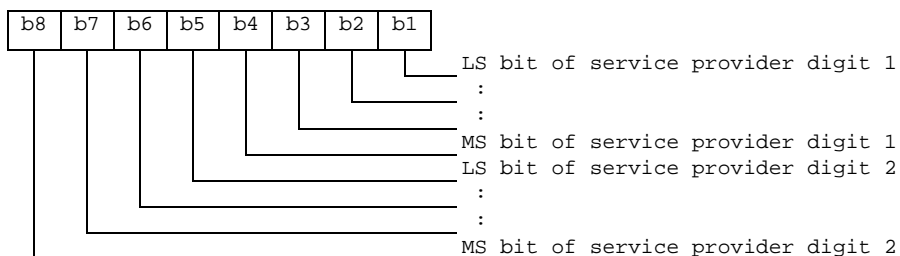 b8 b7 b6 b5 b4 b3 b2 b1
LS bit of service provider digit 1
:
:
MS bit of service provider digit 1
LS bit of service provider digit 2
:
:
MS bit of service provider digit 2